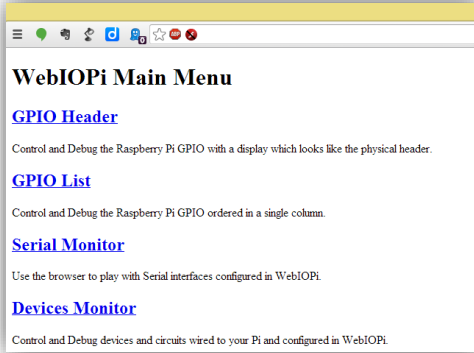 WebIOPi Main Menu
GPIO Header
Control and Debug the Raspberry Pi GPIO with a display which looks like the physical header.
GPIO List
Control and Debug the Raspberry Pi GPIO ordered in a single column.
Serial Monitor
Use the browser to play with Serial interfaces configured in WebIOPi.
Devices Monitor
Control and Debug devices and circuits wired to your Pi and configured in WebIOPi.